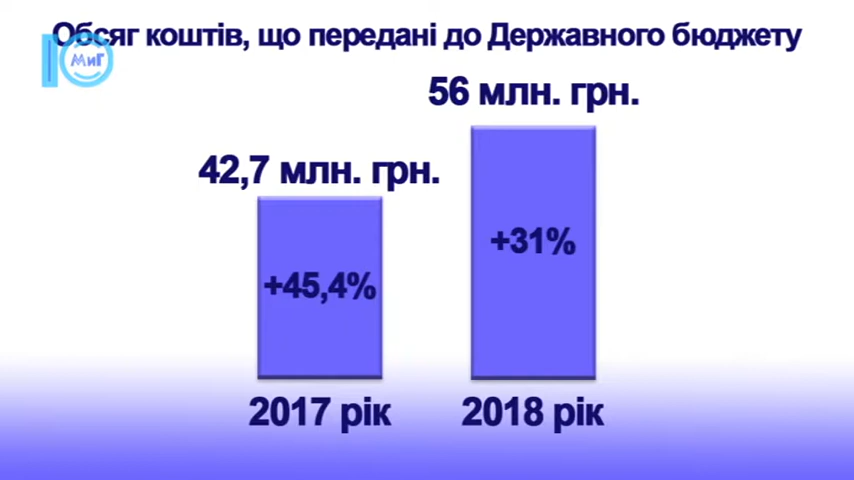 Обсяг коштів, що передані до Державного бюджету
МиГ
56 млн. грн.
42,7 млн. грн.
+31%
+45,4%
2017 рік
2018 рік